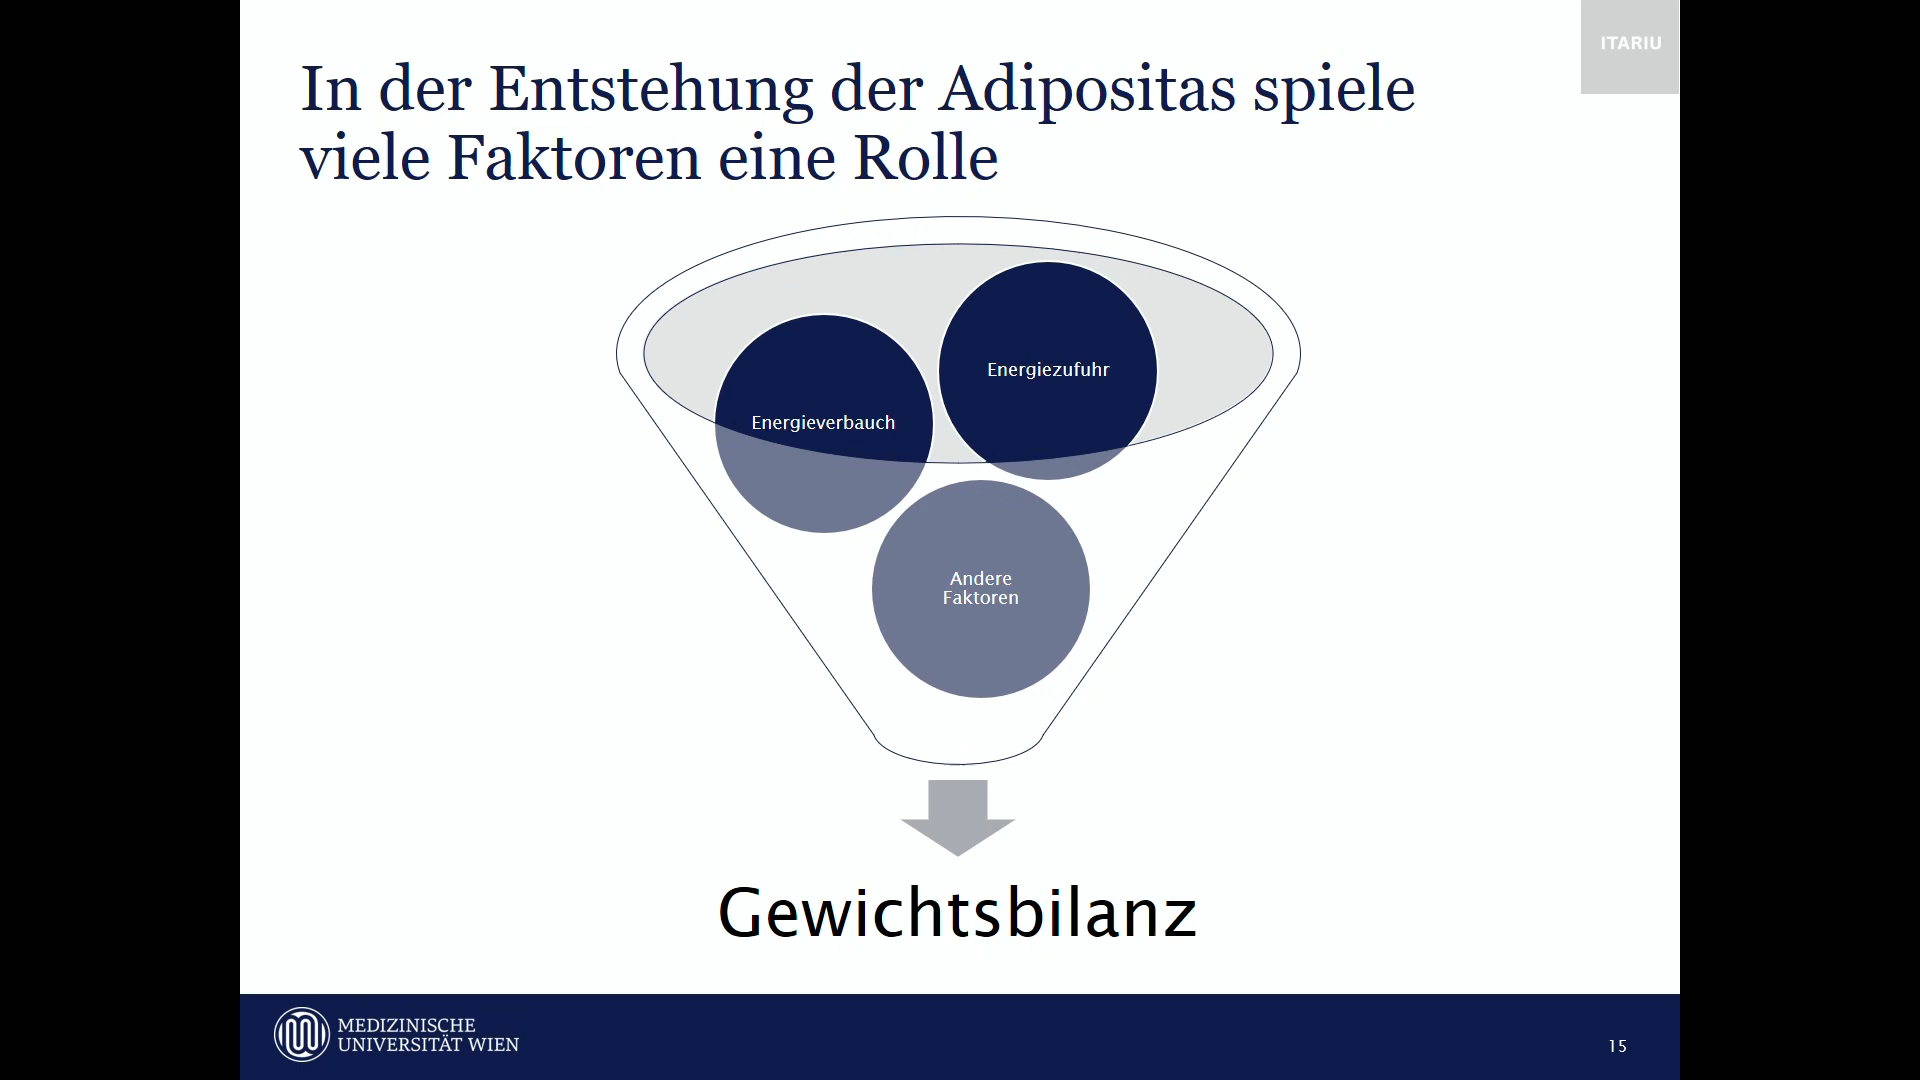 ITARIU
In der Entstehung der Adipositas spiele
viele Faktoren eine Rolle
Energiezufuhr
Energieverbauch
Andere
Faktoren
Gewichtsbilanz
MEDIZINISCHE
UNIVERSITÄT WIEN
15